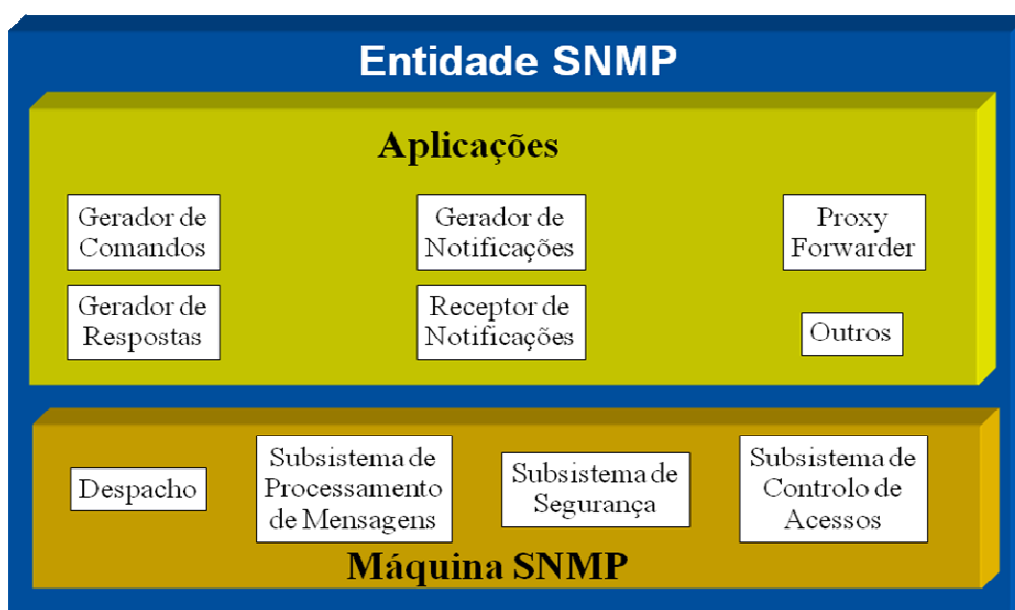 Entidade SNMP
Aplicações
Gerador de
Comandos
Gerador de
Notificações
Proxy
Forwarder
Gerador de
Respostas
Receptor de
Notificações
Outros
Despacho
Subsistema de
Processamento
de Mensagens
Subsistema de
Segurança
Subsistema de
Controlo de
Acessos
Máquina SNMP